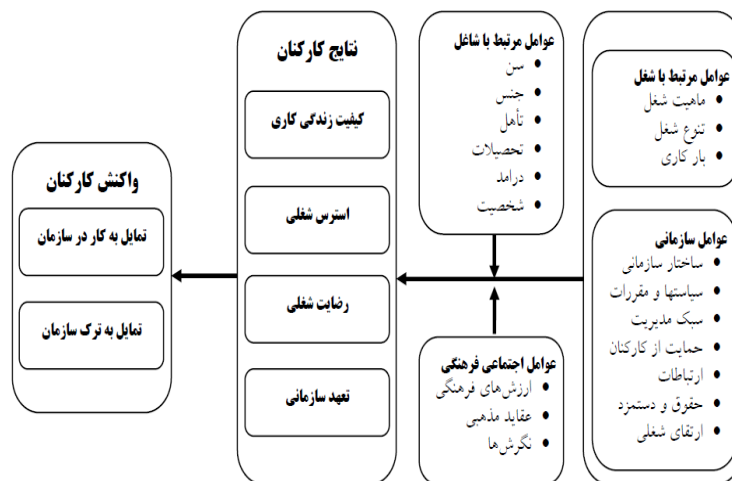 عوامل مرتبط با شغل
ماهیت شغل
تنوع شغل
بار کاری
عوامل سازمانی
ساختار سازمانی
سیاستها و مقررات
سبک مدیریت
حمایت از کارکنان
ارتباطات
حقوق و دستمزد
ارتقای شغلی
عوامل مرتبط با شاغل
سن
جنس
تأهل
تحصیلات
درامد
شخصیت
عوامل اجتماعی فرهنگی
ارزش‌های فرهنگی
عقاید مذهبی
نگرش‌ها
نتایج کارکنان
کیفیت زندگی کاری
استرس شغلی
رضایت شغلی
تعهد سازمانی
واکنش کارکنان
تمایل به کار در سازمان
تمایل به ترک سازمان